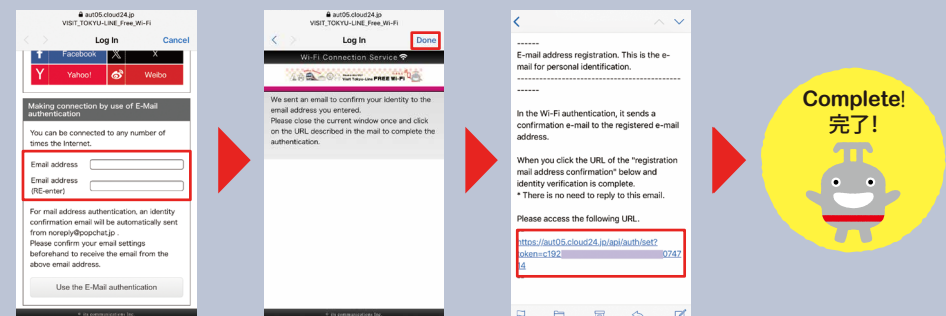 aut05.cloud24.jp
VISIT_TOKYU-LINE_Free_Wi-Fi
Log In
Cancel
Facebook
X
Yahoo!
Weibo
Making connection by use of E-Mail
authentication
You can be connected to any number of
times the Internet.
Email address
Email address
(RE-enter)
For mail address authentication, an identity
confirmation email will be automatically sent
from noreply@popchat.jp .
Please confirm your email settings
beforehand to receive the email from the
above email address.
Use the E-Mail authentication
aut05.cloud24.jp
VISIT_TOKYU-LINE_Free_Wi-Fi
Log In
Done
Wi-Fi Connection Service
Visit Tokyu-Line FREE Wi-Fi
We sent an email to confirm your identity to the
email address you entered.
Please close the current window once and click
on the URL described in the mail to complete the
authentication.
------
E-mail address registration. This is the e-
mail for personal identification.
----------------------------------------
------
In the Wi-Fi authentication, it sends a
confirmation e-mail to the registered e-mail
address.
When you click the URL of the "registration
mail address confirmation" below and
identity verification is complete.
* There is no need to reply to this email.
Please access the following URL.
https://aut05.cloud24.jp/api/auth/set?
token=c192 0747
14
Complete!
完了!